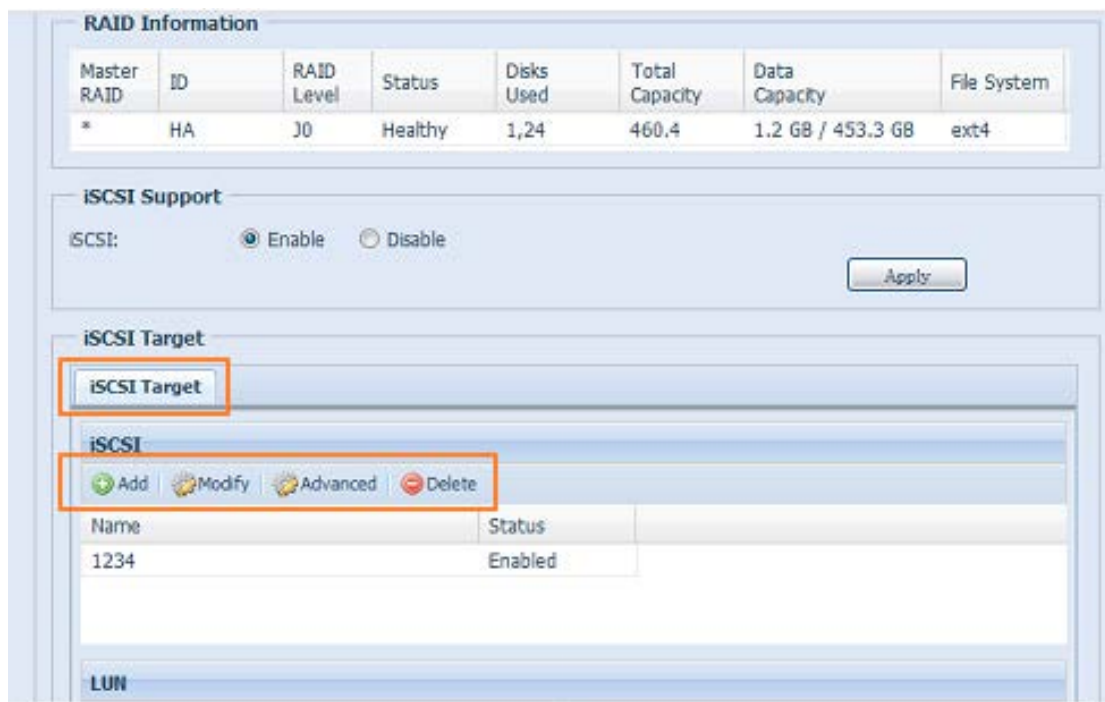 RAID Information
Master RAID ID RAID Level Status Disks Used Total Capacity Data Capacity File System
* HA J0 Healthy 1,24 460.4 1.2 GB / 453.3 GB ext4
iSCSI Support
iSCSI: Enable Disable
Apply
iSCSI Target
iSCSI Target
iSCSI
Add Modify Advanced Delete
Name Status
1234 Enabled
LUN